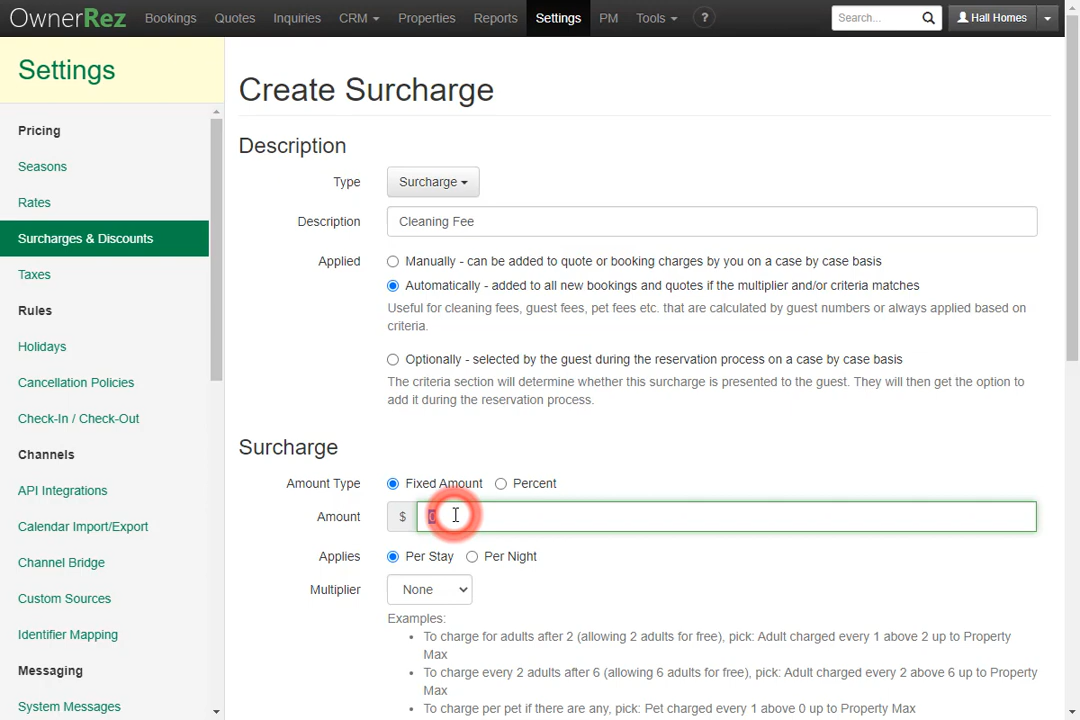 OwnerRez Bookings Quotes Inquiries CRM Properties Reports Settings PM Tools ? Search... Hall Homes
Settings
Pricing
Seasons
Rates
Surcharges & Discounts
Taxes
Rules
Holidays
Cancellation Policies
Check-In / Check-Out
Channels
API Integrations
Calendar Import/Export
Channel Bridge
Custom Sources
Identifier Mapping
Messaging
System Messages
Create Surcharge
Description
Type Surcharge
Description Cleaning Fee
Applied Manually - can be added to quote or booking charges by you on a case by case basis
Automatically - added to all new bookings and quotes if the multiplier and/or criteria matches
Useful for cleaning fees, guest fees, pet fees etc. that are calculated by guest numbers or always applied based on
criteria.
Optionally - selected by the guest during the reservation process on a case by case basis
The criteria section will determine whether this surcharge is presented to the guest. They will then get the option to
add it during the reservation process.
Surcharge
Amount Type Fixed Amount Percent
Amount $ 0
Applies Per Stay Per Night
Multiplier None
Examples:
• To charge for adults after 2 (allowing 2 adults for free), pick: Adult charged every 1 above 2 up to Property
Max
• To charge every 2 adults after 6 (allowing 6 adults for free), pick: Adult charged every 2 above 6 up to Property
Max
• To charge per pet if there are any, pick: Pet charged every 1 above 0 up to Property Max